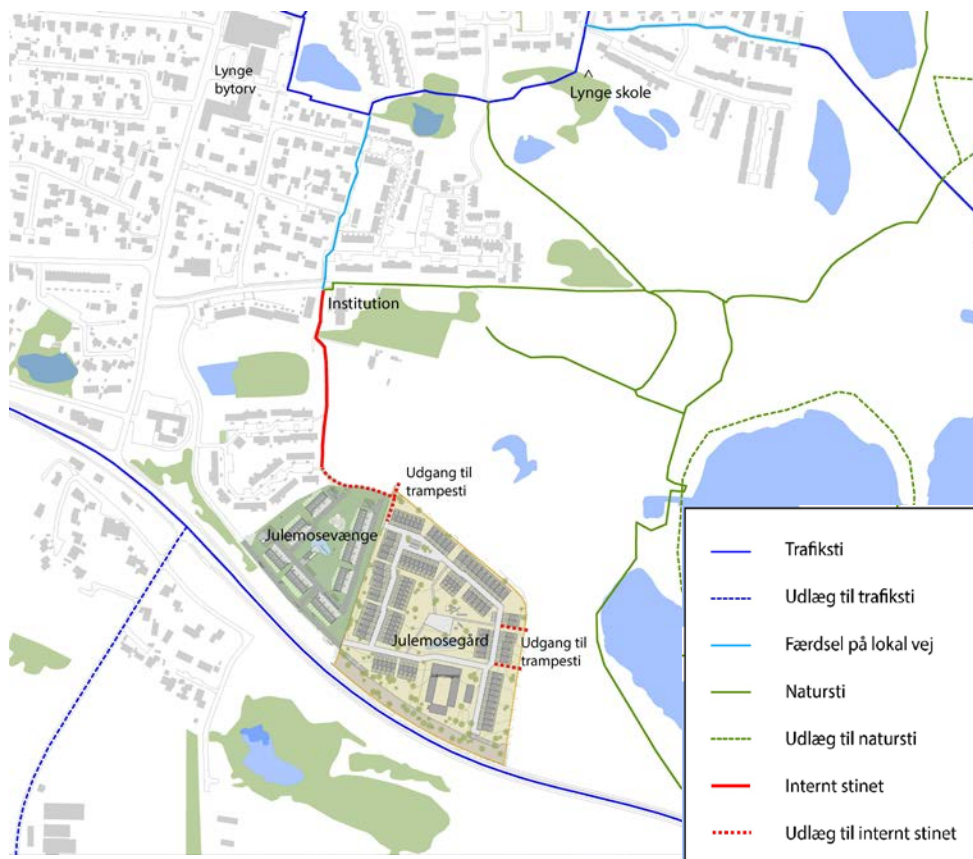 Lynge
bytorv
^
Lynge skole
Institution
Udgang til
trampesti
Julemosevænge
Julemosegård
Udgang til
trampesti
Trafiksti
Udlæg til trafiksti
Færdsel på lokal vej
Natursti
Udlæg til natursti
Internt stinet
Udlæg til internt stinet